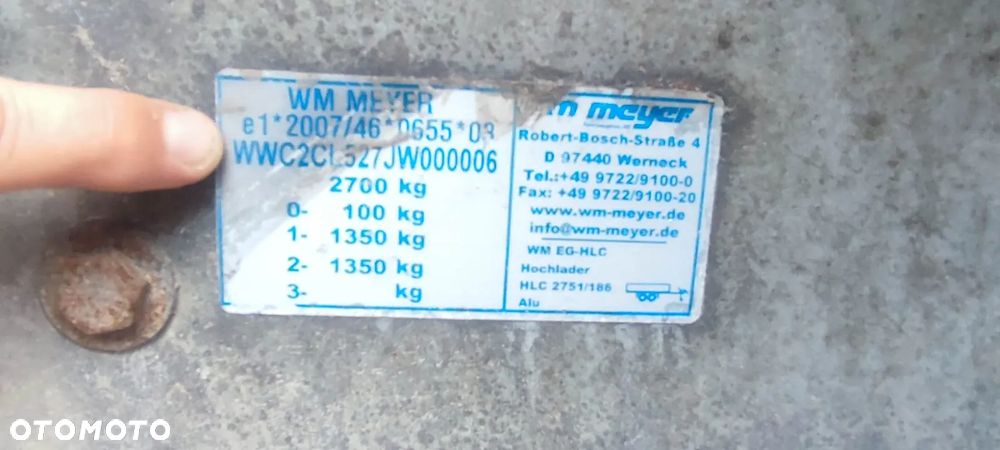 WM MEYER
e1*2007/46*0655*03
WWC2CL527JW000006
2700 kg
0- 100 kg
1- 1350 kg
2- 1350 kg
3- kg
wm meyer
Robert-Bosch-Straße 4
D 97440 Werneck
Tel.:+49 9722/9100-0
Fax: +49 9722/9100-20
www.wm-meyer.de
info@wm-meyer.de
WM EG-HLC
Hochlader
HLC 2751/186
Alu
OTOMOTO